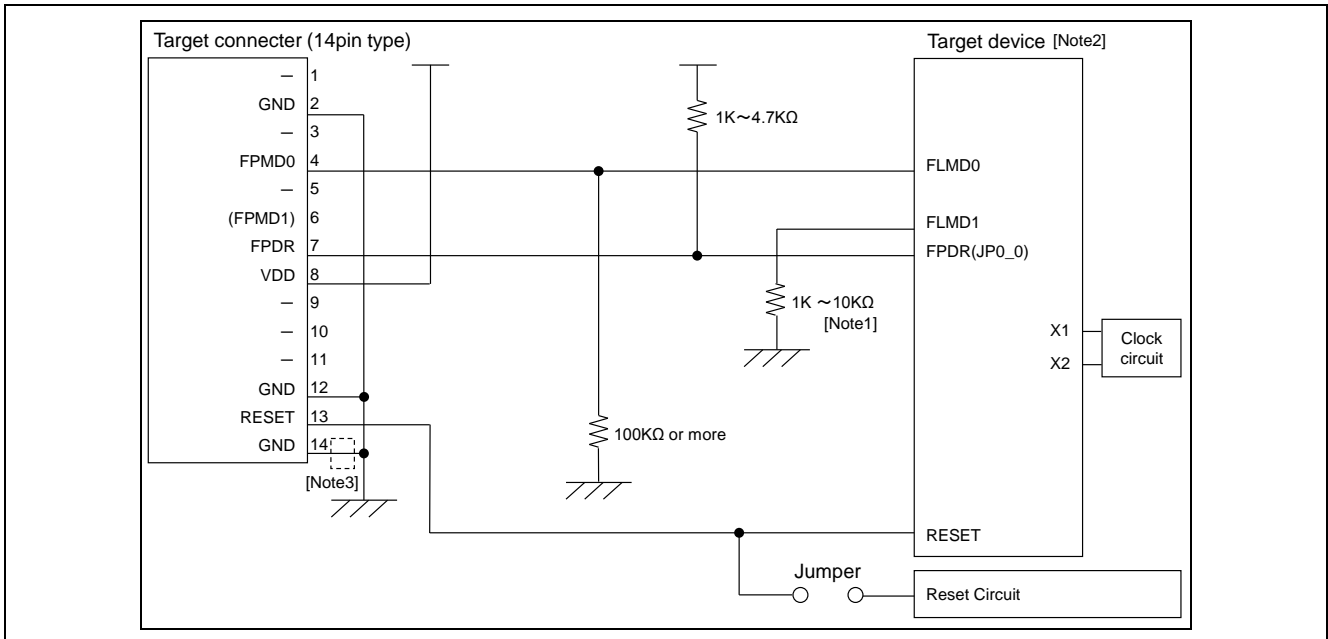 Target connecter (14pin type)
Target device [Note2]
– 1
GND 2
– 3
FPMD0 4
– 5
(FPMD1) 6
FPDR 7
VDD 8
– 9
– 10
– 11
GND 12
RESET 13
GND 14
[Note3]
1K～4.7KΩ
100KΩ or more
1K ～10KΩ
[Note1]
FLMD0
FLMD1
FPDR(JP0_0)
X1
X2
Clock
circuit
RESET
Jumper
Reset Circuit